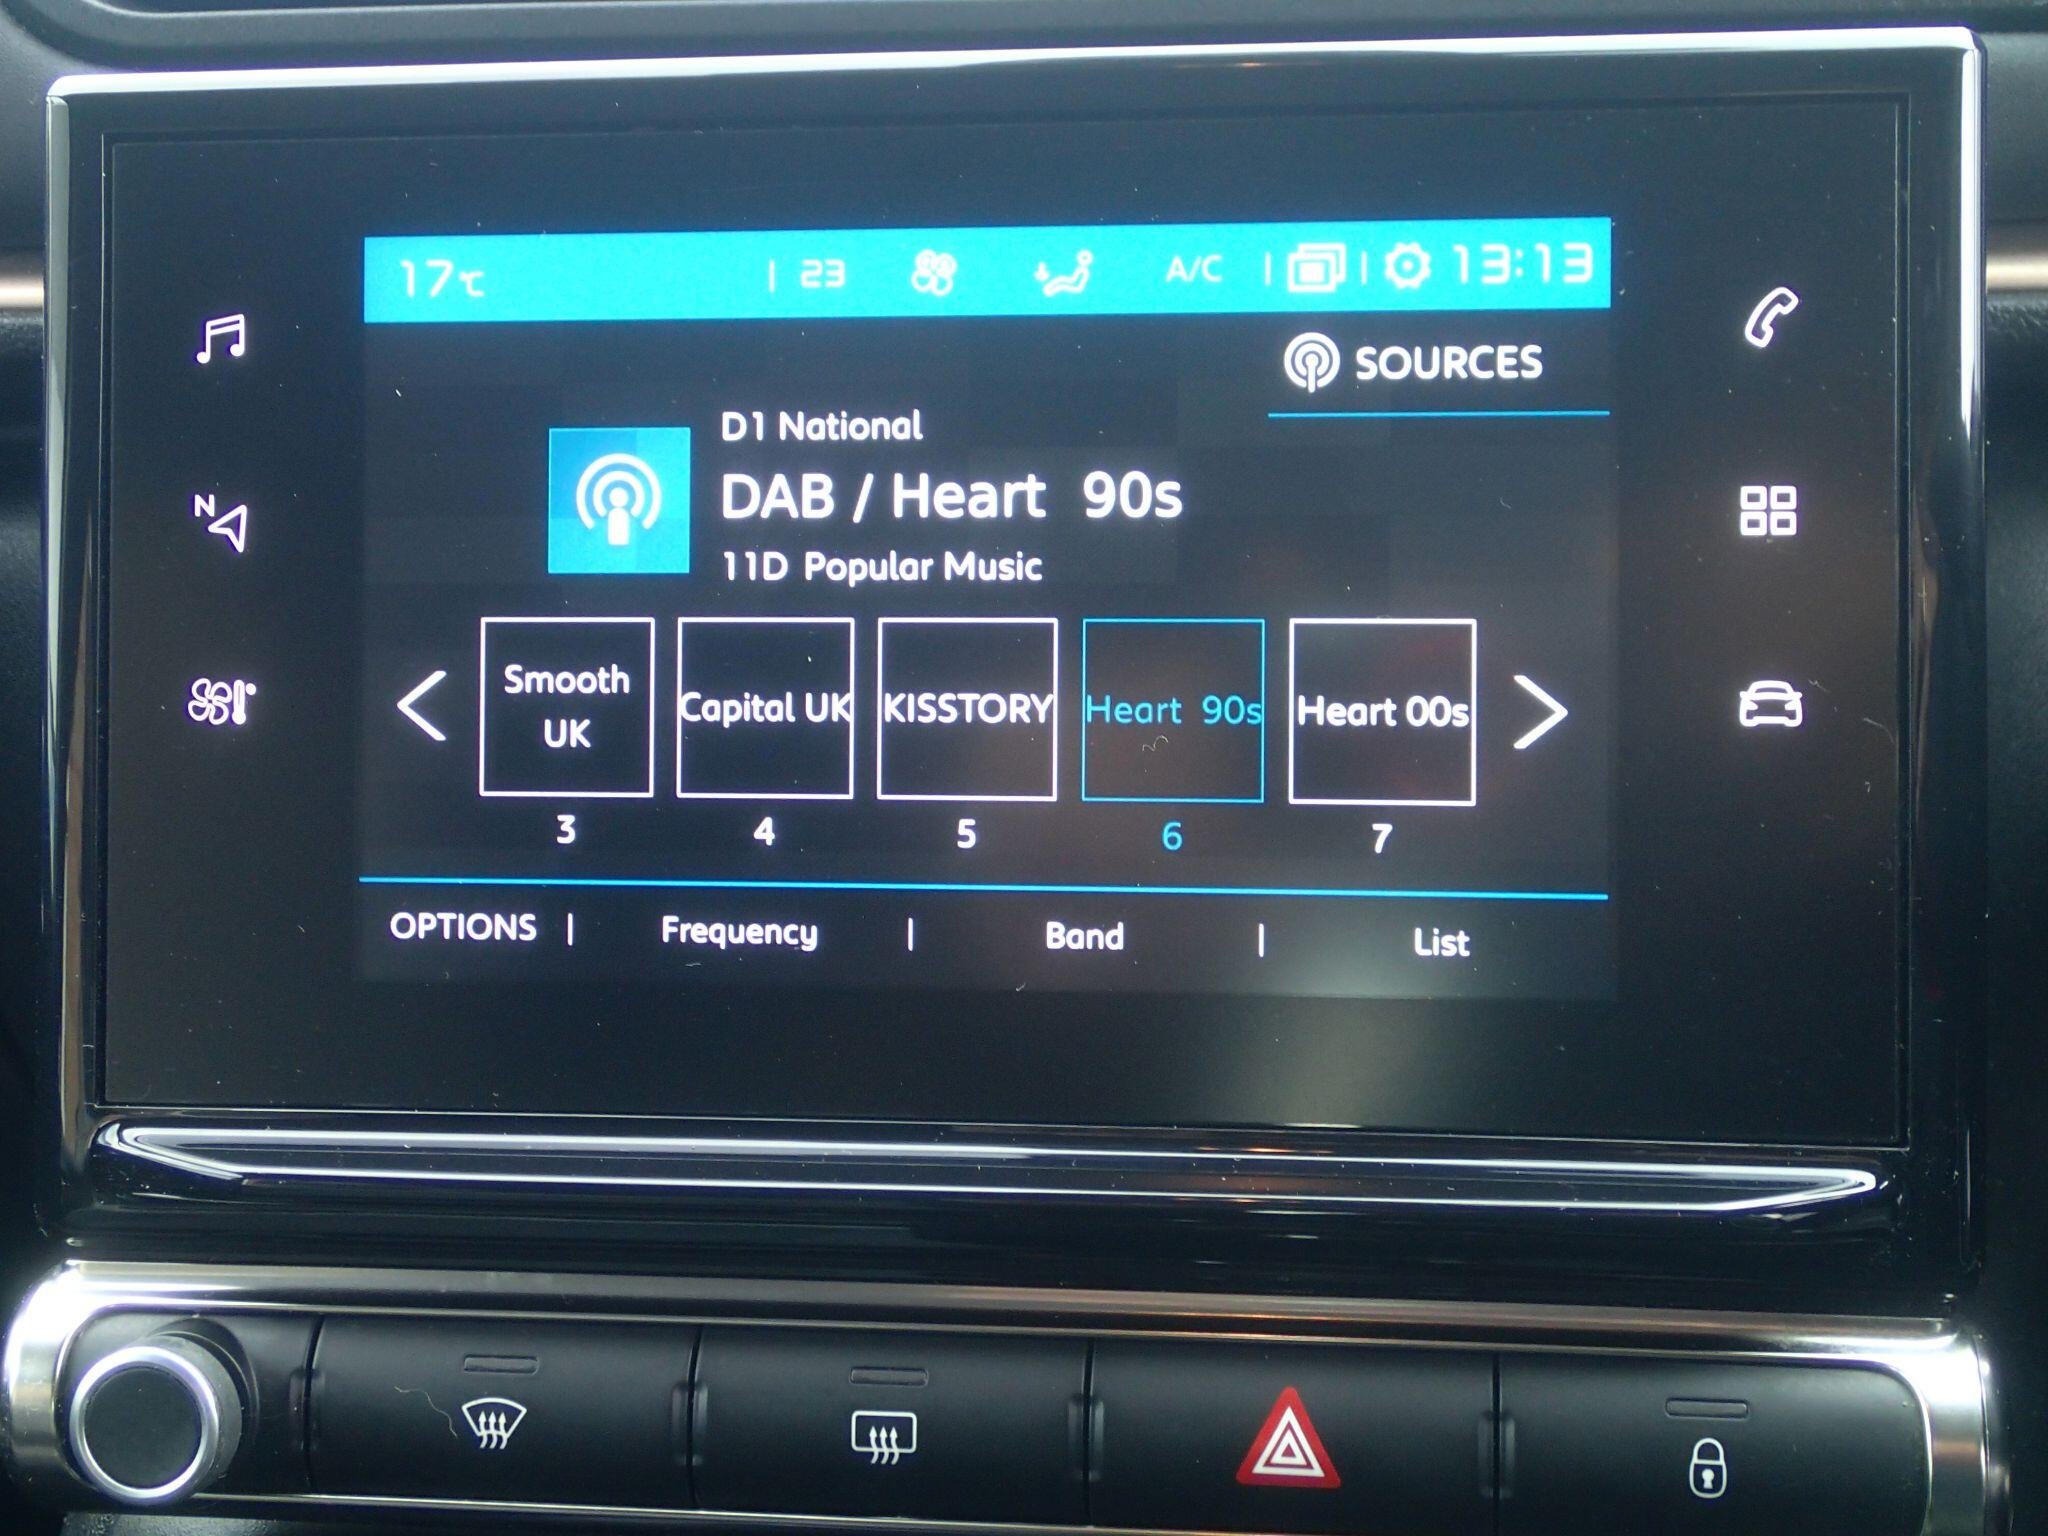 17℃ | 23 A/C | | 13:13
SOURCES
D1 National
DAB / Heart 90s
11D Popular Music
N
Smooth
UK
Capital UK
KISSTORY
Heart 90s
Heart 00s
3 4 5 6 7
OPTIONS | Frequency | Band | List